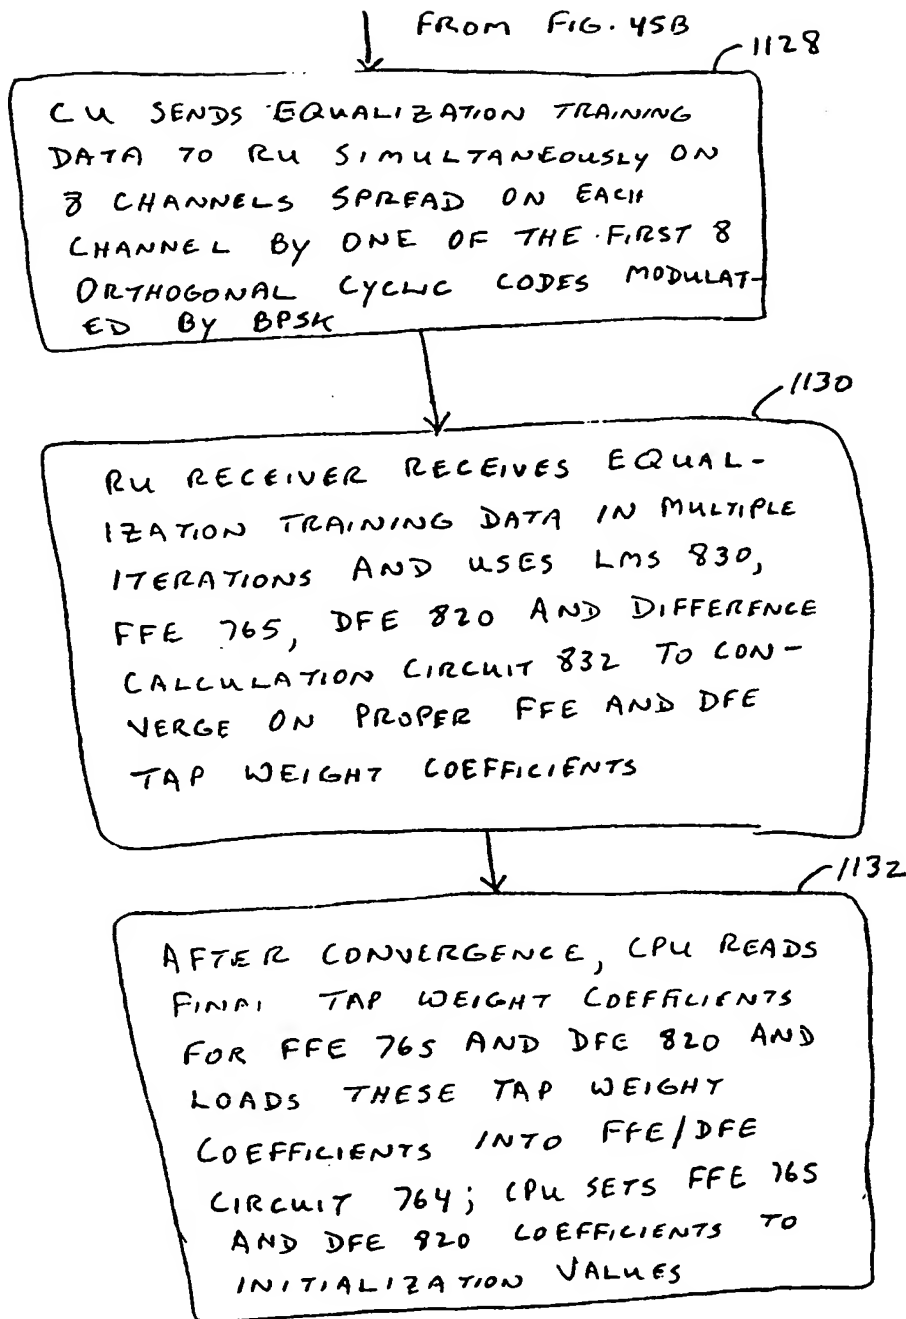 FROM FIG. 45B
1128
CU SENDS EQUALIZATION TRAINING
DATA TO RU SIMULTANEOUSLY ON
8 CHANNELS SPREAD ON EACH
CHANNEL BY ONE OF THE FIRST 8
ORTHOGONAL CYCLIC CODES MODULAT-
ED BY BPSK
1130
RU RECEIVER RECEIVES EQUAL-
IZATION TRAINING DATA IN MULTIPLE
ITERATIONS AND USES LMS 830,
FFE 765, DFE 820 AND DIFFERENCE
CALCULATION CIRCUIT 832 TO CON-
VERGE ON PROPER FFE AND DFE
TAP WEIGHT COEFFICIENTS
1132
AFTER CONVERGENCE, CPU READS
FINAL TAP WEIGHT COEFFICIENTS
FOR FFE 765 AND DFE 820 AND
LOADS THESE TAP WEIGHT
COEFFICIENTS INTO FFE/DFE
CIRCUIT 764; CPU SETS FFE 765
AND DFE 820 COEFFICIENTS TO
INITIALIZATION VALUES